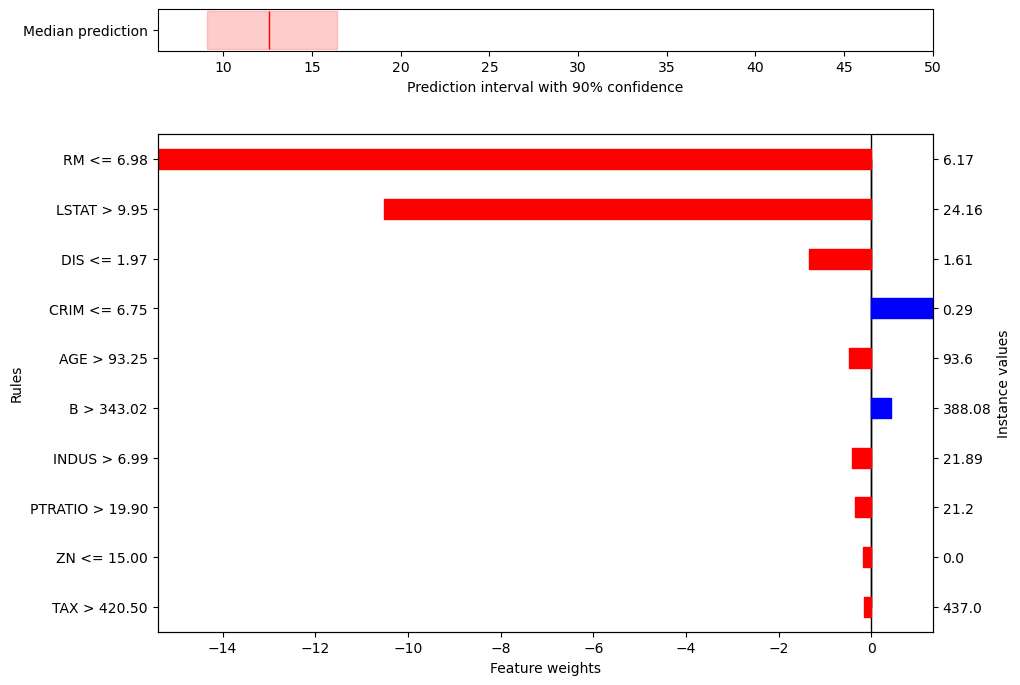 Median prediction
10 15 20 25 30 35 40 45 50
Prediction interval with 90% confidence
RM <= 6.98 6.17
LSTAT > 9.95 24.16
DIS <= 1.97 1.61
CRIM <= 6.75 0.29
AGE > 93.25 93.6
B > 343.02 388.08
INDUS > 6.99 21.89
PTRATIO > 19.90 21.2
ZN <= 15.00 0.0
TAX > 420.50 437.0
Rules
Instance values
−14 −12 −10 −8 −6 −4 −2 0
Feature weights